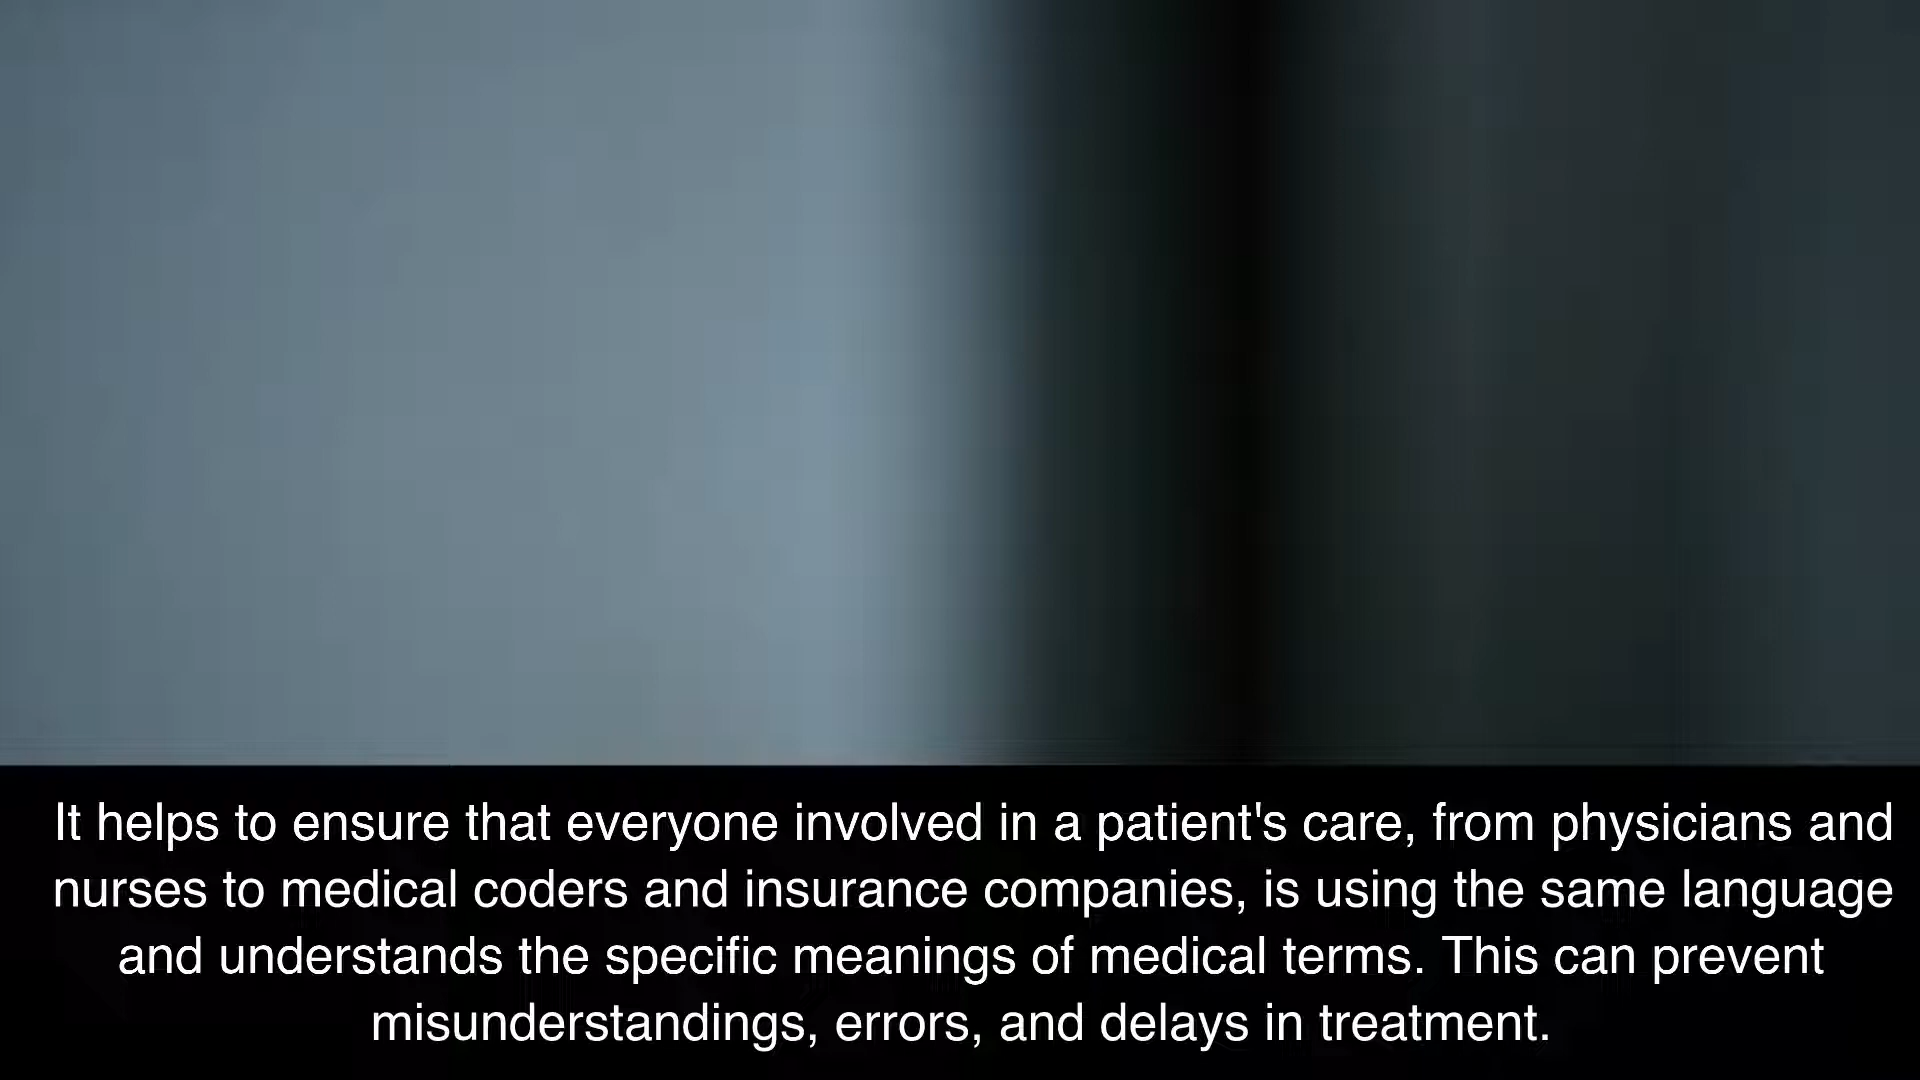 It helps to ensure that everyone involved in a patient's care, from physicians and
nurses to medical coders and insurance companies, is using the same language
and understands the specific meanings of medical terms. This can prevent
misunderstandings, errors, and delays in treatment.